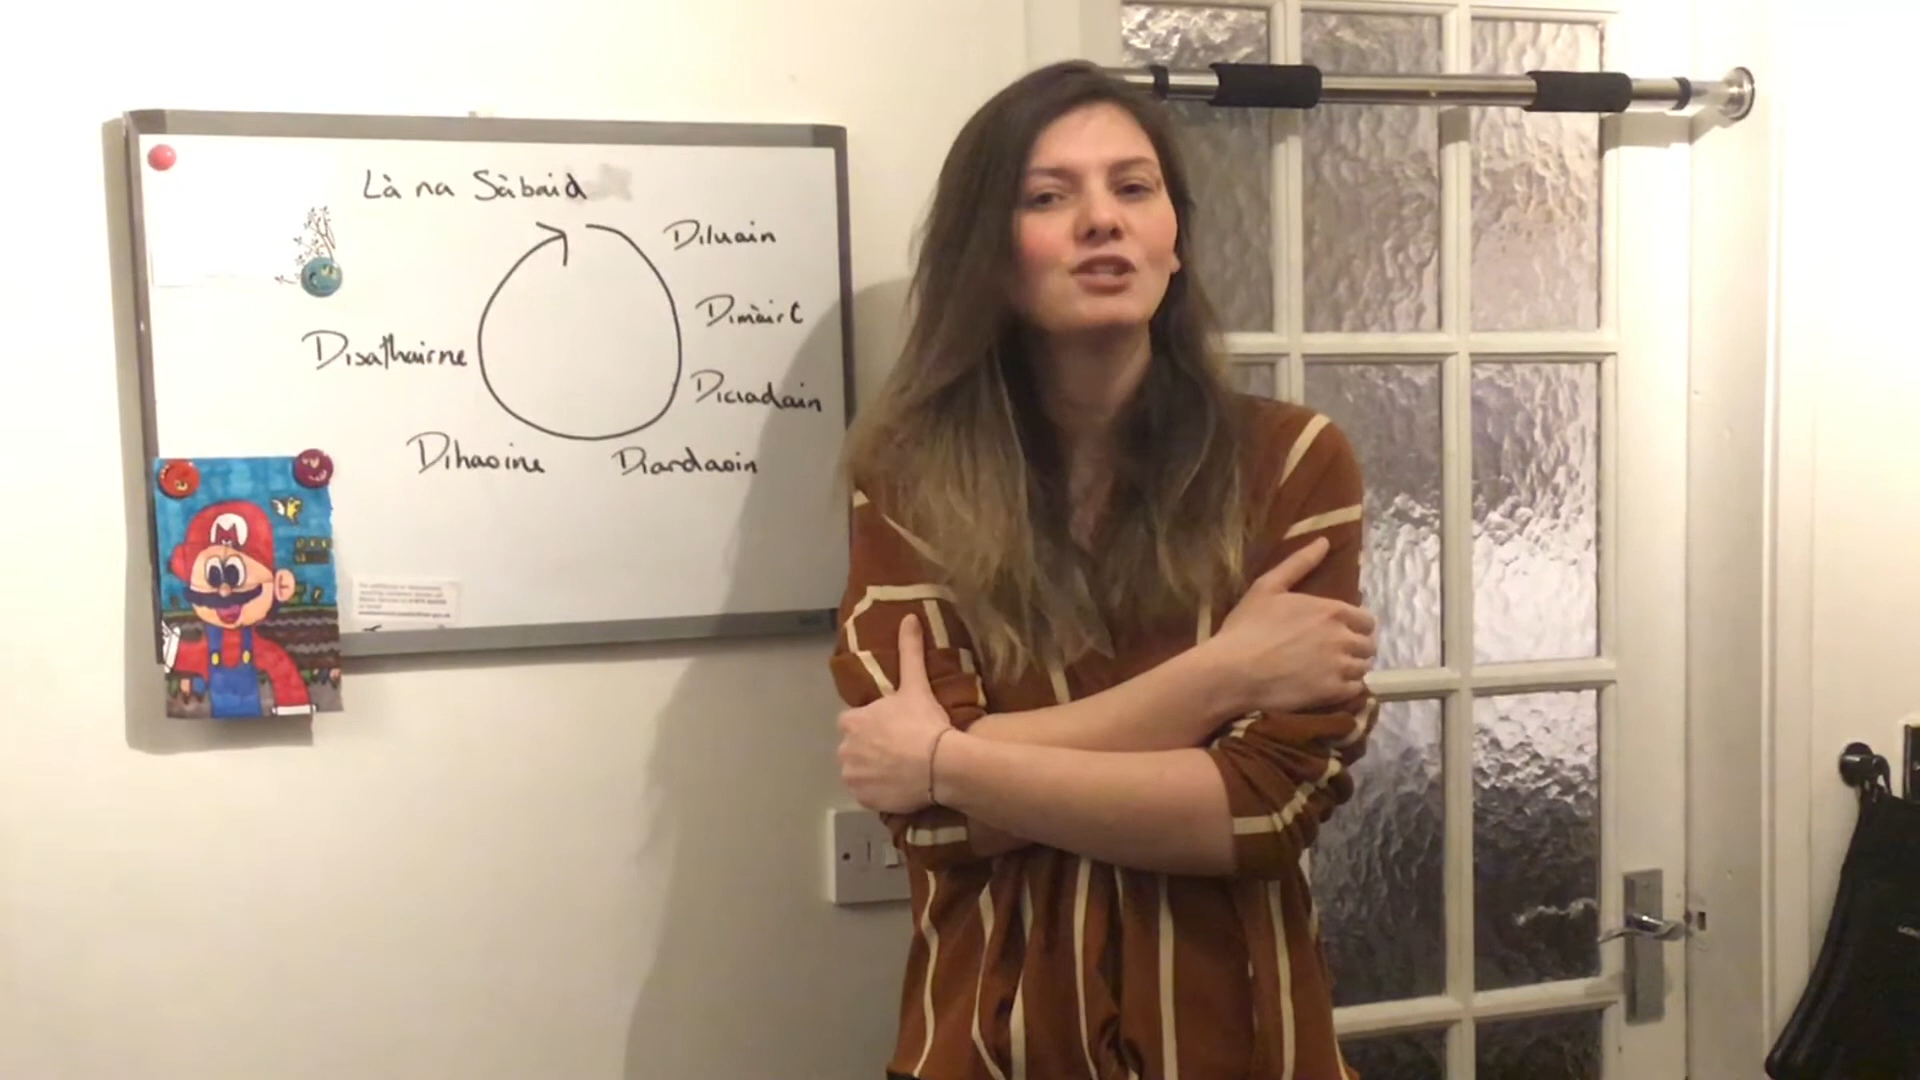 Là na Sàbaid
Diluain
Dimàirt
Diciadain
Diardaoin
Dihaoine
Disathairne
M